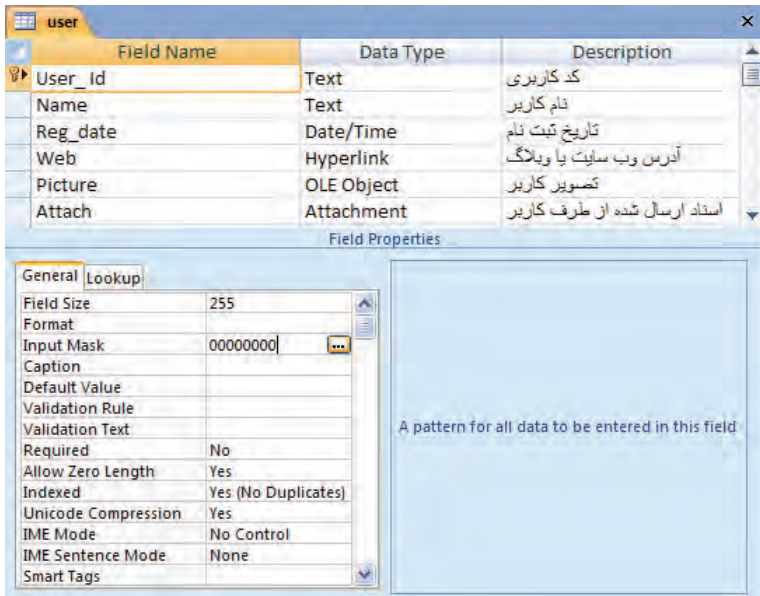 user
Field Name Data Type Description
User_Id Text کد کاربری
Name Text نام کاربر
Reg_date Date/Time تاریخ ثبت نام
Web Hyperlink آدرس وب سایت یا وبلاگ
Picture OLE Object تصویر کاربر
Attach Attachment اسناد ارسال شده از طرف کاربر
Field Properties
General Lookup
Field Size 255
Format
Input Mask 00000000 ...
Caption
Default Value
Validation Rule
Validation Text
Required No
Allow Zero Length Yes
Indexed Yes (No Duplicates)
Unicode Compression Yes
IME Mode No Control
IME Sentence Mode None
Smart Tags
A pattern for all data to be entered in this field